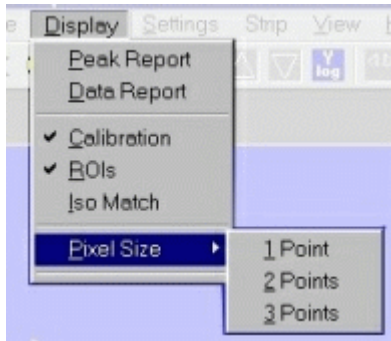 Display Settings Strip View
Y log
Peak Report
Data Report
Calibration
ROIs
Iso Match
Pixel Size
1 Point
2 Points
3 Points